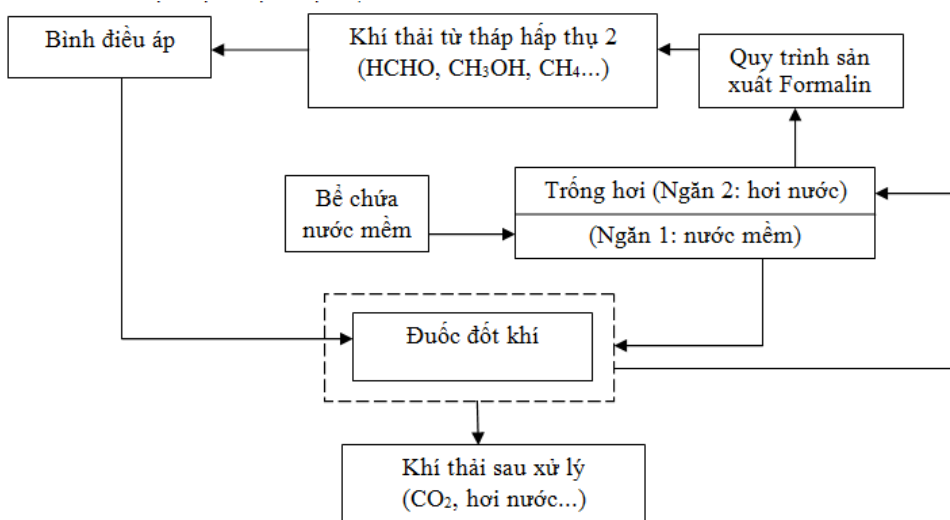 Bình điều áp
Khí thải từ tháp hấp thụ 2
(HCHO, CH₃OH, CH₄...)
Quy trình sản
xuất Formalin
Bể chứa
nước mềm
Trống hơi (Ngăn 2: hơi nước)
(Ngăn 1: nước mềm)
Đuốc đốt khí
Khí thải sau xử lý
(CO₂, hơi nước...)